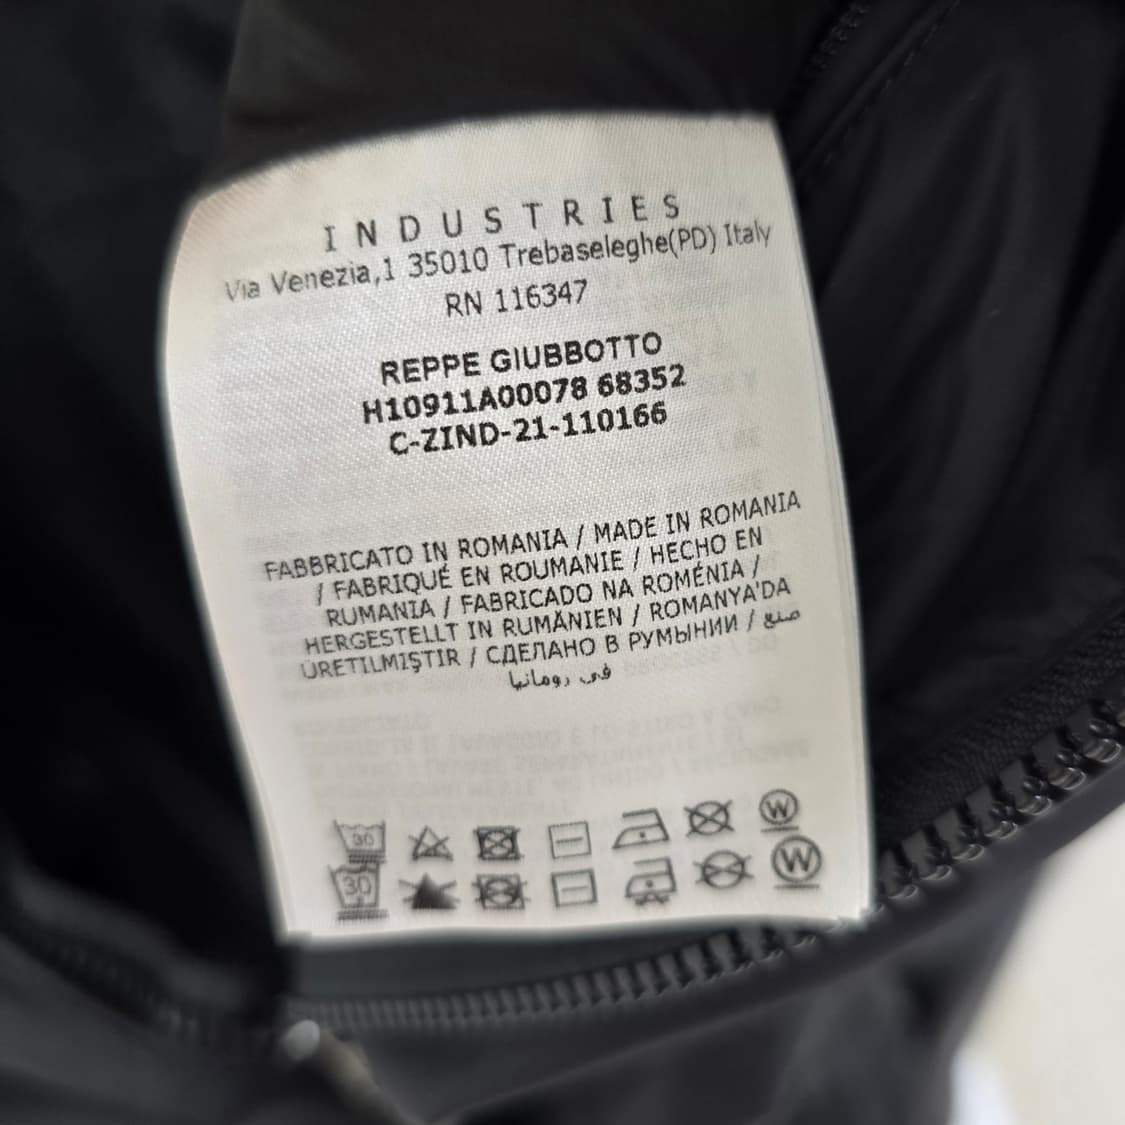 INDUSTRIES
Via Venezia,1 35010 Trebaseleghe(PD) Italy
RN 116347
REPPE GIUBBOTTO
H10911A00078 68352
C-ZIND-21-110166
FABBRICATO IN ROMANIA / MADE IN ROMANIA
/ FABRIQUÉ EN ROUMANIE / HECHO EN
RUMANIA / FABRICADO NA ROMÉNIA /
HERGESTELLT IN RUMÄNIEN / ROMANYA'DA
ÜRETILMIŞTIR / СДЕЛАНО В РУМЫНИИ / صنع
في رومانيا
30 W
30 W